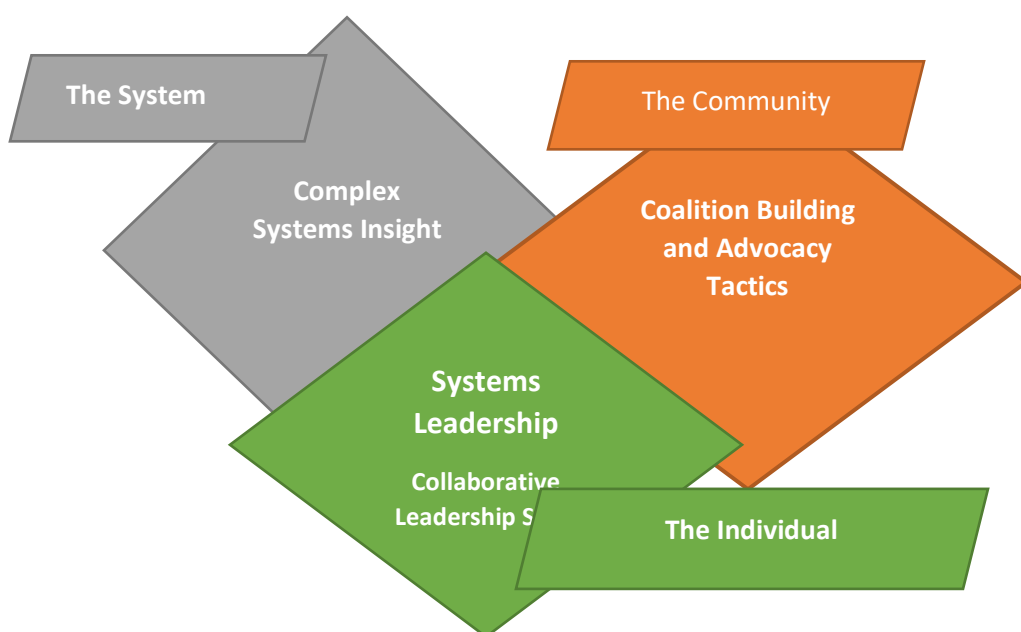 The System
The Community
Complex
Systems Insight
Coalition Building
and Advocacy
Tactics
Systems
Leadership
Collaborative
Leadership
The Individual